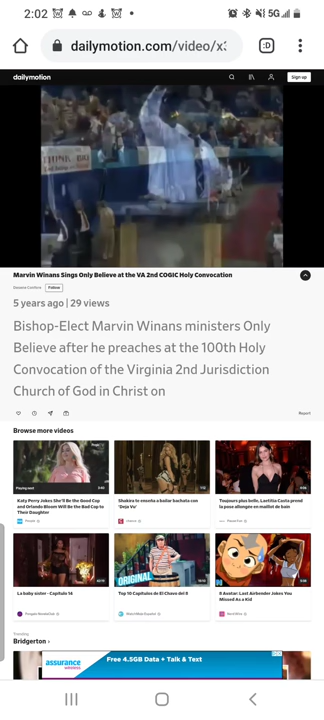 2:02
5G
dailymotion.com/video/x
:D
dailymotion
Sign up
Marvin Winans Sings Only Believe at the VA 2nd COGIC Holy Convocation
Follow
5 years ago | 29 views
Bishop-Elect Marvin Winans ministers Only
Believe after he preaches at the 100th Holy
Convocation of the Virginia 2nd Jurisdiction
Church of God in Christ on
Report
Browse more videos
Playing next
Katy Perry Jokes She'll Be the Good Cop
and Orlando Bloom Will be the Bad Cop to
Their Daughter
People
Shakira te enseña a bailar bachata con
'Deja Vu'
Toujours plus belle, Laetitia Casta prend
la pose allongée en maillot de bain
La baby sister - Capítulo 14
ORIGINAL
Top 10 Capítulos de El Chavo del 8
8 Avatar: Last Airbender Jokes You
Missed As a Kid
Trending
Bridgerton ›
assurance
wireless
Free 4.5GB Data + Talk & Text